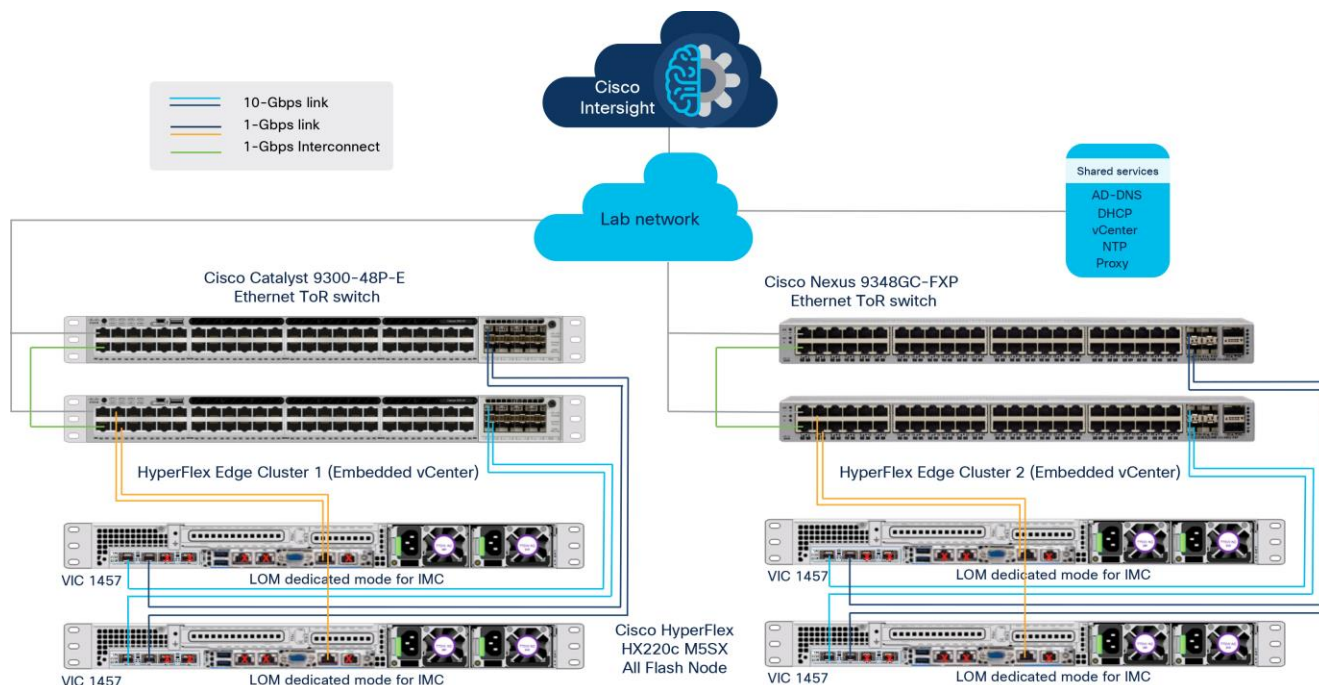 Cisco
Intersight
10-Gbps link
1-Gbps link
1-Gbps Interconnect
Shared services
AD-DNS
DHCP
vCenter
NTP
Proxy
Lab network
Cisco Catalyst 9300-48P-E
Ethernet ToR switch
Cisco Nexus 9348GC-FXP
Ethernet ToR switch
HyperFlex Edge Cluster 1 (Embedded vCenter)
HyperFlex Edge Cluster 2 (Embedded vCenter)
VIC 1457
LOM dedicated mode for IMC
VIC 1457
LOM dedicated mode for IMC
Cisco HyperFlex
HX220c M5SX
All Flash Node
VIC 1457
LOM dedicated mode for IMC
VIC 1457
LOM dedicated mode for IMC